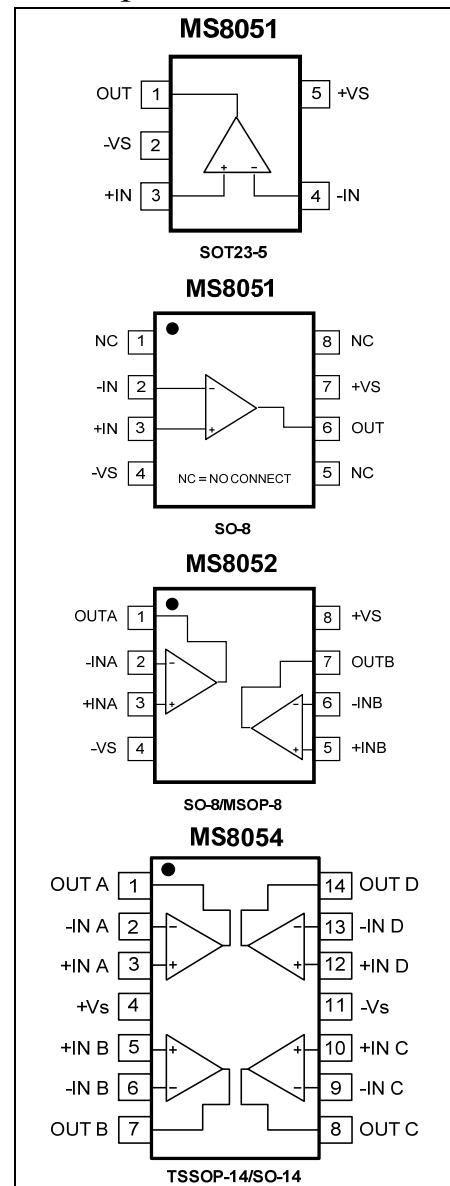 MS8051
OUT 1 5 +VS
-VS 2
+IN 3 + - 4 -IN
SOT23-5
MS8051
NC 1 8 NC
-IN 2 - 7 +VS
+IN 3 + 6 OUT
-VS 4 NC = NO CONNECT 5 NC
SO-8
MS8052
OUTA 1 8 +VS
-INA 2 - 7 OUTB
+INA 3 + - 6 -INB
-VS 4 + 5 +INB
SO-8/MSOP-8
MS8054
OUT A 1 14 OUT D
-IN A 2 - - 13 -IN D
+IN A 3 + + 12 +IN D
+Vs 4 11 -Vs
+IN B 5 + + 10 +IN C
-IN B 6 - - 9 -IN C
OUT B 7 8 OUT C
TSSOP-14/SO-14